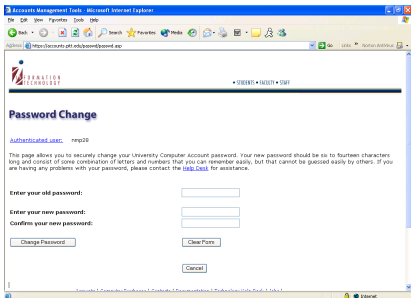 Accounts Management Tools - Microsoft Internet Explorer
File Edit View Favorites Tools Help
Back Search Favorites Media
Address https://accounts.pitt.edu/passwd/passwd.asp Go Links Norton AntiVirus
INFORMATION
TECHNOLOGY
• STUDENTS • FACULTY • STAFF
Password Change
Authenticated user: nmp28
This page allows you to securely change your University Computer Account password. Your new password should be six to fourteen characters
long and consist of some combination of letters and numbers that you can remember easily, but that cannot be guessed easily by others. If you
are having any problems with your password, please contact the Help Desk for assistance.
Enter your old password:
Enter your new password:
Confirm your new password:
Change Password Clear Form
Cancel
Internet